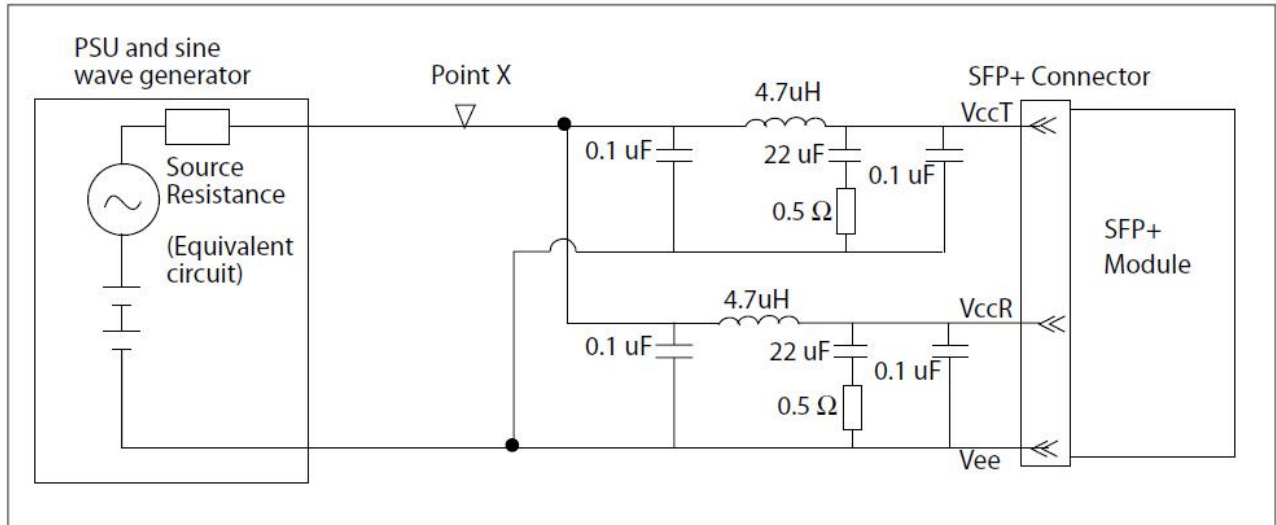 PSU and sine
wave generator
Point X
SFP+ Connector
4.7uH
VccT
0.1 uF
22 uF
0.1 uF
Source
Resistance
0.5 Ω
(Equivalent
circuit)
SFP+
Module
4.7uH
VccR
0.1 uF
22 uF
0.1 uF
0.5 Ω
Vee